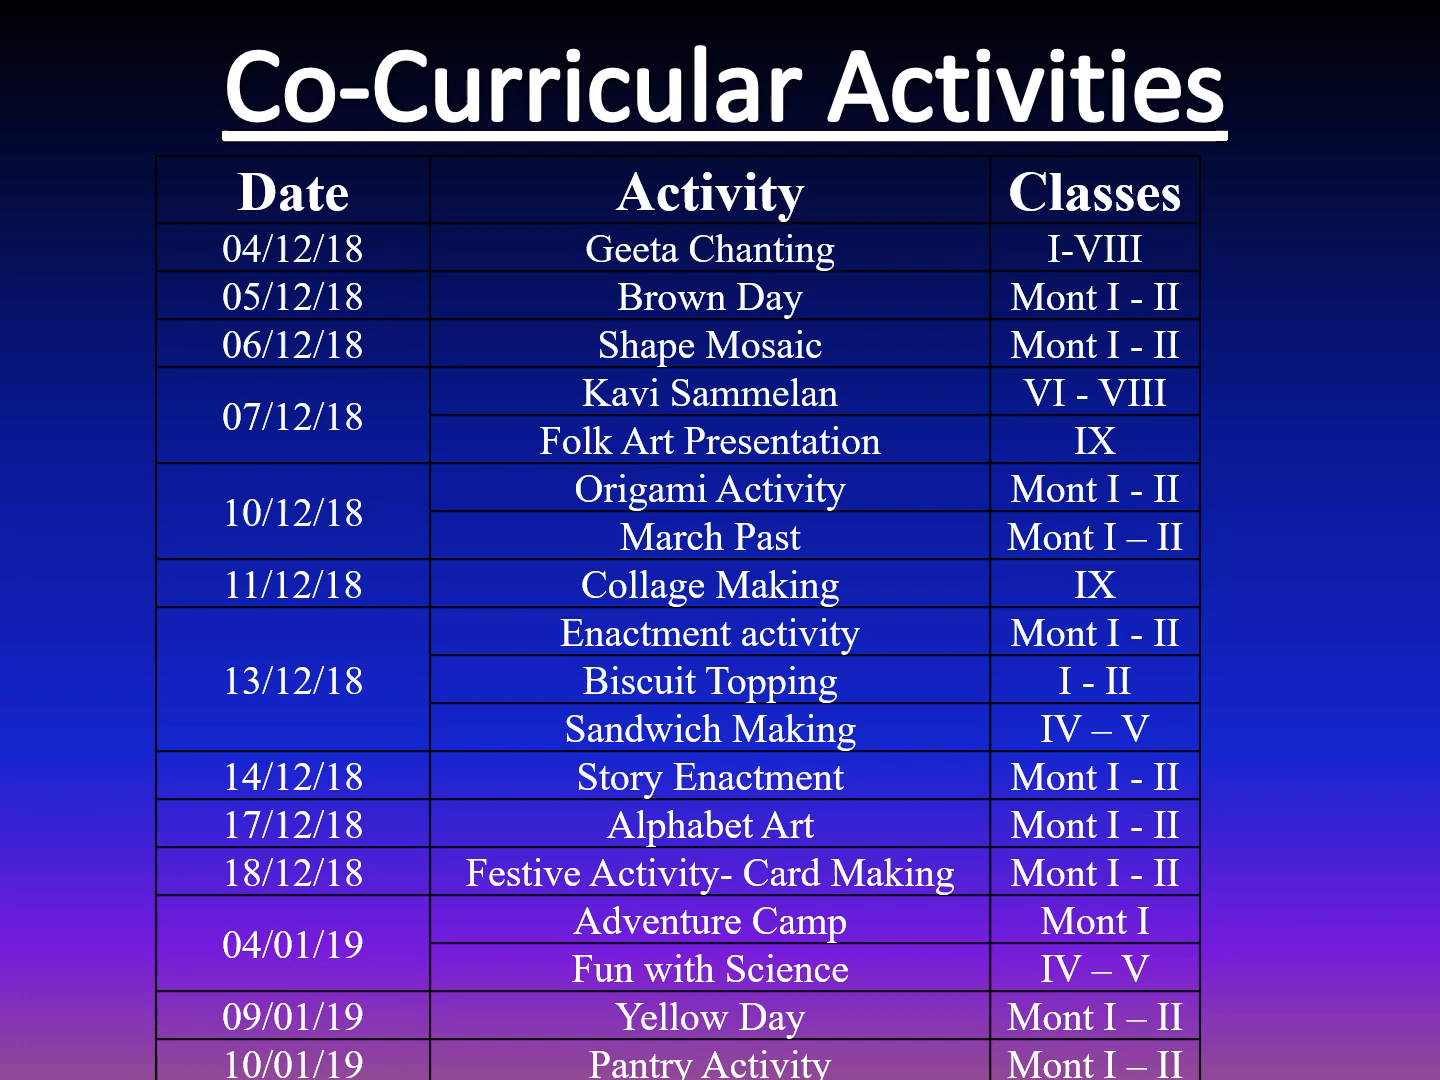 Co-Curricular Activities
Date Activity Classes
04/12/18 Geeta Chanting I-VIII
05/12/18 Brown Day Mont I - II
06/12/18 Shape Mosaic Mont I - II
07/12/18 Kavi Sammelan VI - VIII
Folk Art Presentation IX
10/12/18 Origami Activity Mont I - II
March Past Mont I – II
11/12/18 Collage Making IX
13/12/18 Enactment activity Mont I - II
Biscuit Topping I - II
Sandwich Making IV – V
14/12/18 Story Enactment Mont I - II
17/12/18 Alphabet Art Mont I - II
18/12/18 Festive Activity- Card Making Mont I - II
04/01/19 Adventure Camp Mont I
Fun with Science IV – V
09/01/19 Yellow Day Mont I – II
10/01/19 Pantry Activity Mont I – II